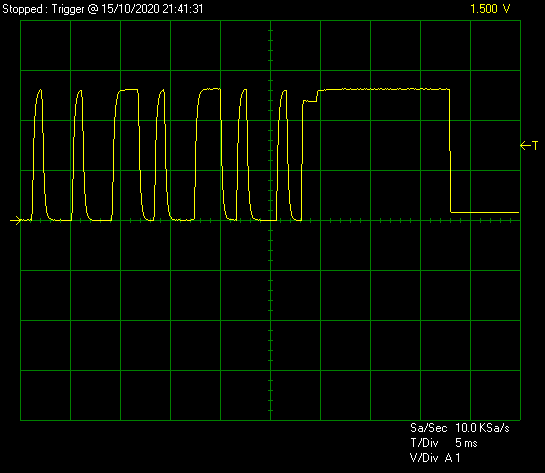 Stopped : Trigger @ 15/10/2020 21:41:31 1.500 V
T
Sa/Sec 10.0 KSa/s
T/Div 5 ms
V/Div A 1